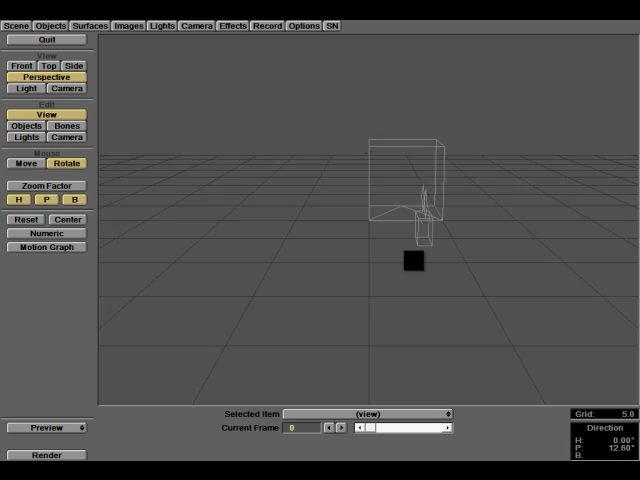 Scene Objects Surfaces Images Lights Camera Effects Record Options SN
Quit
View
Front Top Side
Perspective
Light Camera
Edit
View
Objects Bones
Lights Camera
Mouse
Move Rotate
Zoom Factor
H P B
Reset Center
Numeric
Motion Graph
Selected Item (view)
Current Frame 0
Preview
Render
Grid: 5.0
Direction
H: 0.00°
P: 12.60°
B: